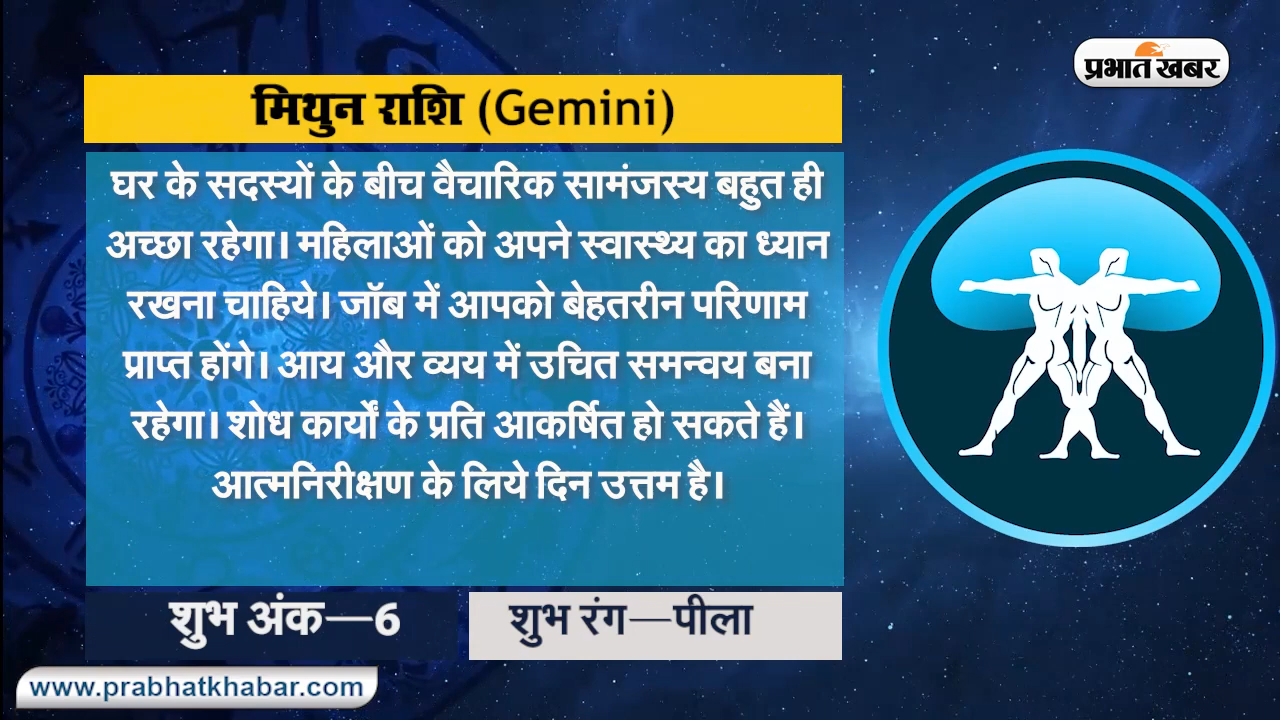 प्रभात खबर
मिथुन राशि (Gemini)
घर के सदस्यों के बीच वैचारिक सामंजस्य बहुत ही
अच्छा रहेगा। महिलाओं को अपने स्वास्थ्य का ध्यान
रखना चाहिये। जॉब में आपको बेहतरीन परिणाम
प्राप्त होंगे। आय और व्यय में उचित समन्वय बना
रहेगा। शोध कार्यों के प्रति आकर्षित हो सकते हैं।
आत्मनिरीक्षण के लिये दिन उत्तम है।
शुभ अंक—6
शुभ रंग—पीला
www.prabhatkhabar.com